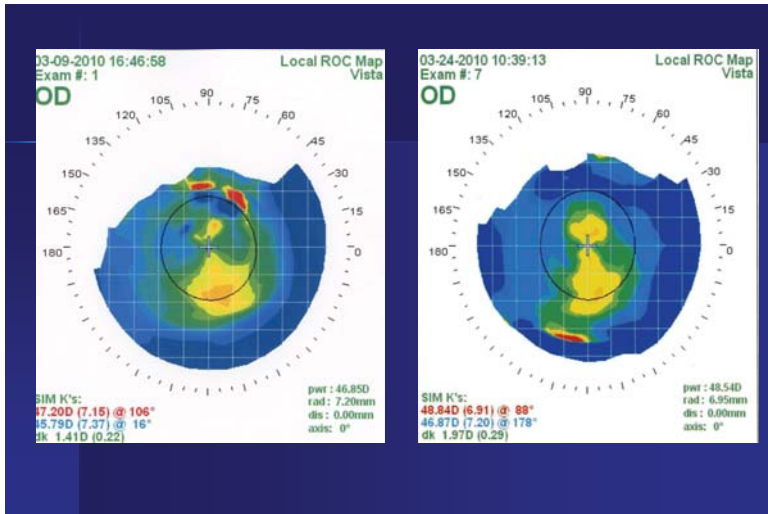 03-09-2010 16:46:58 Local ROC Map
Exam #: 1 Vista
OD
90
105 75
120 60
135 45
150 30
165 15
180 0
SIM K's:
47.20D (7.15) @ 106°
45.79D (7.37) @ 16°
dk 1.41D (0.22)
pwr : 46.85D
rad : 7.20mm
dis : 0.00mm
axis: 0°
03-24-2010 10:39:13 Local ROC Map
Exam #: 7 Vista
OD
90
105 75
120 60
135 45
150 30
165 15
180 0
SIM K's:
48.84D (6.91) @ 88°
46.87D (7.20) @ 178°
dk 1.97D (0.29)
pwr : 48.54D
rad : 6.95mm
dis : 0.00mm
axis: 0°